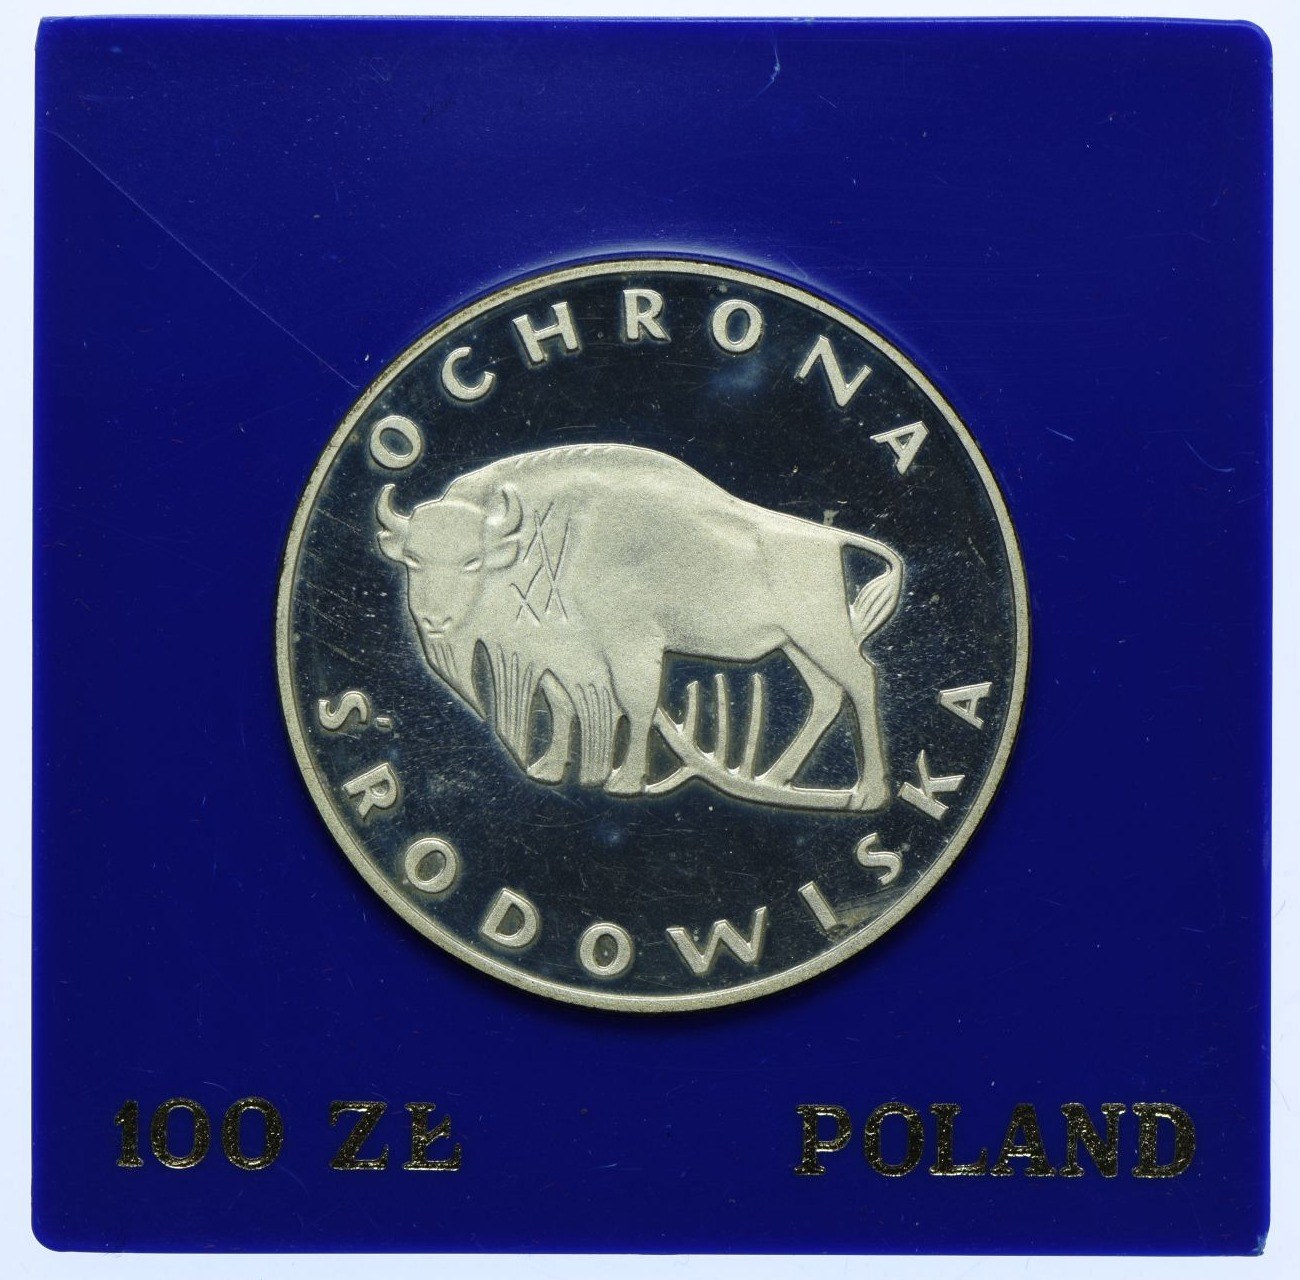 OCHRONA
ŚRODOWISKA
100 ZŁ POLAND